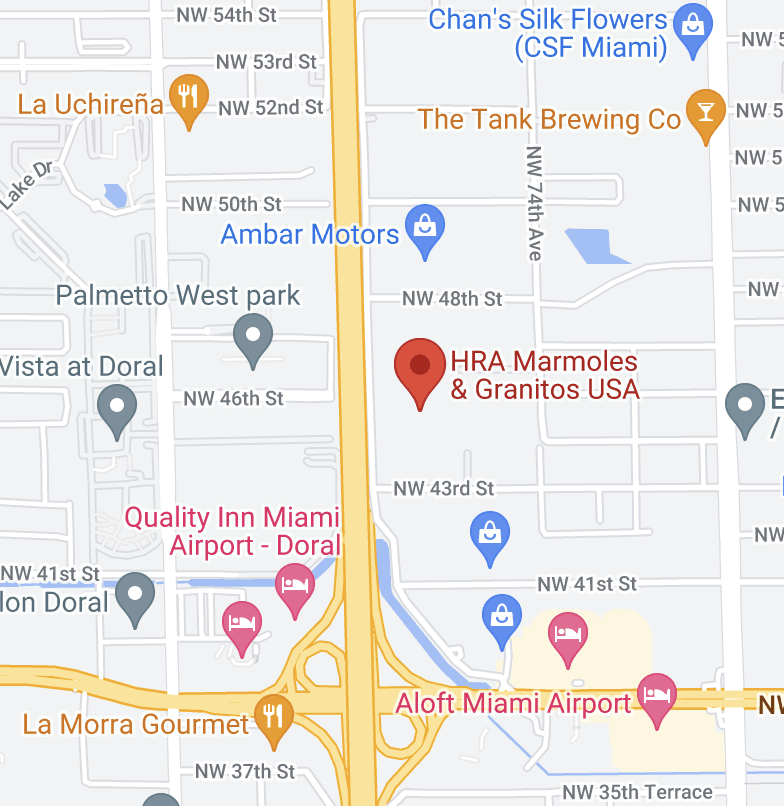 NW 54th St
Chan's Silk Flowers
(CSF Miami)
NW 5
NW 53rd St
La Uchireña
NW 52nd St
The Tank Brewing Co
NW 5
NW 74th Ave
NW 5
Lake Dr
NW 50th St
NW 5
Ambar Motors
Palmetto West park
NW 48th St
NW
Vista at Doral
HRA Marmoles
& Granitos USA
NW 46th St
E
/
NW 43rd St
Quality Inn Miami
Airport - Doral
NW
NW 41st St
NW 41st St
lon Doral
Aloft Miami Airport
NW
La Morra Gourmet
NW 37th St
NW 35th Terrace